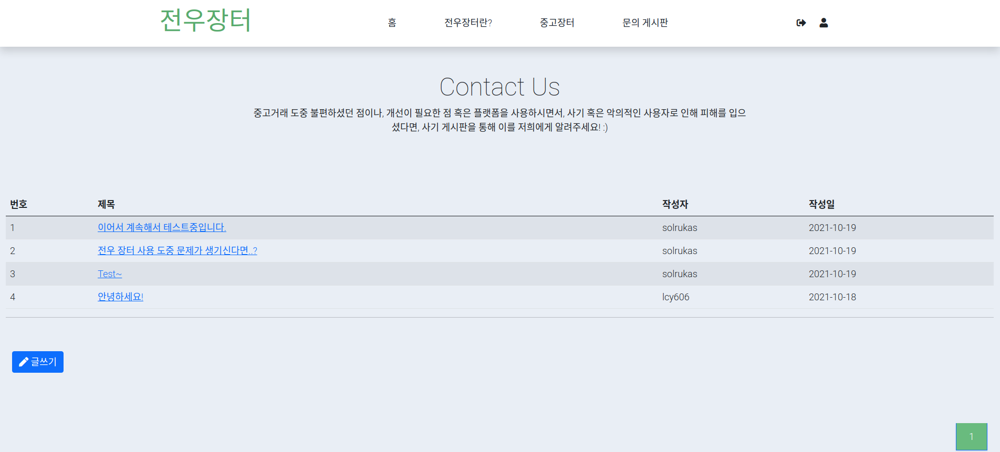 전우장터
홈 전우장터란? 중고장터 문의 게시판
Contact Us
중고거래 도중 불편하셨던 점이나, 개선이 필요한 점 혹은 플랫폼을 사용하시면서, 사기 혹은 악의적인 사용자로 인해 피해를 입으
셨다면, 사기 게시판을 통해 이를 저희에게 알려주세요! :)
번호 제목 작성자 작성일
1 이어서 계속해서 테스트중입니다. solrukas 2021-10-19
2 전우 장터 사용 도중 문제가 생기신다면..? solrukas 2021-10-19
3 Test~ solrukas 2021-10-19
4 안녕하세요! lcy606 2021-10-18
글쓰기
1